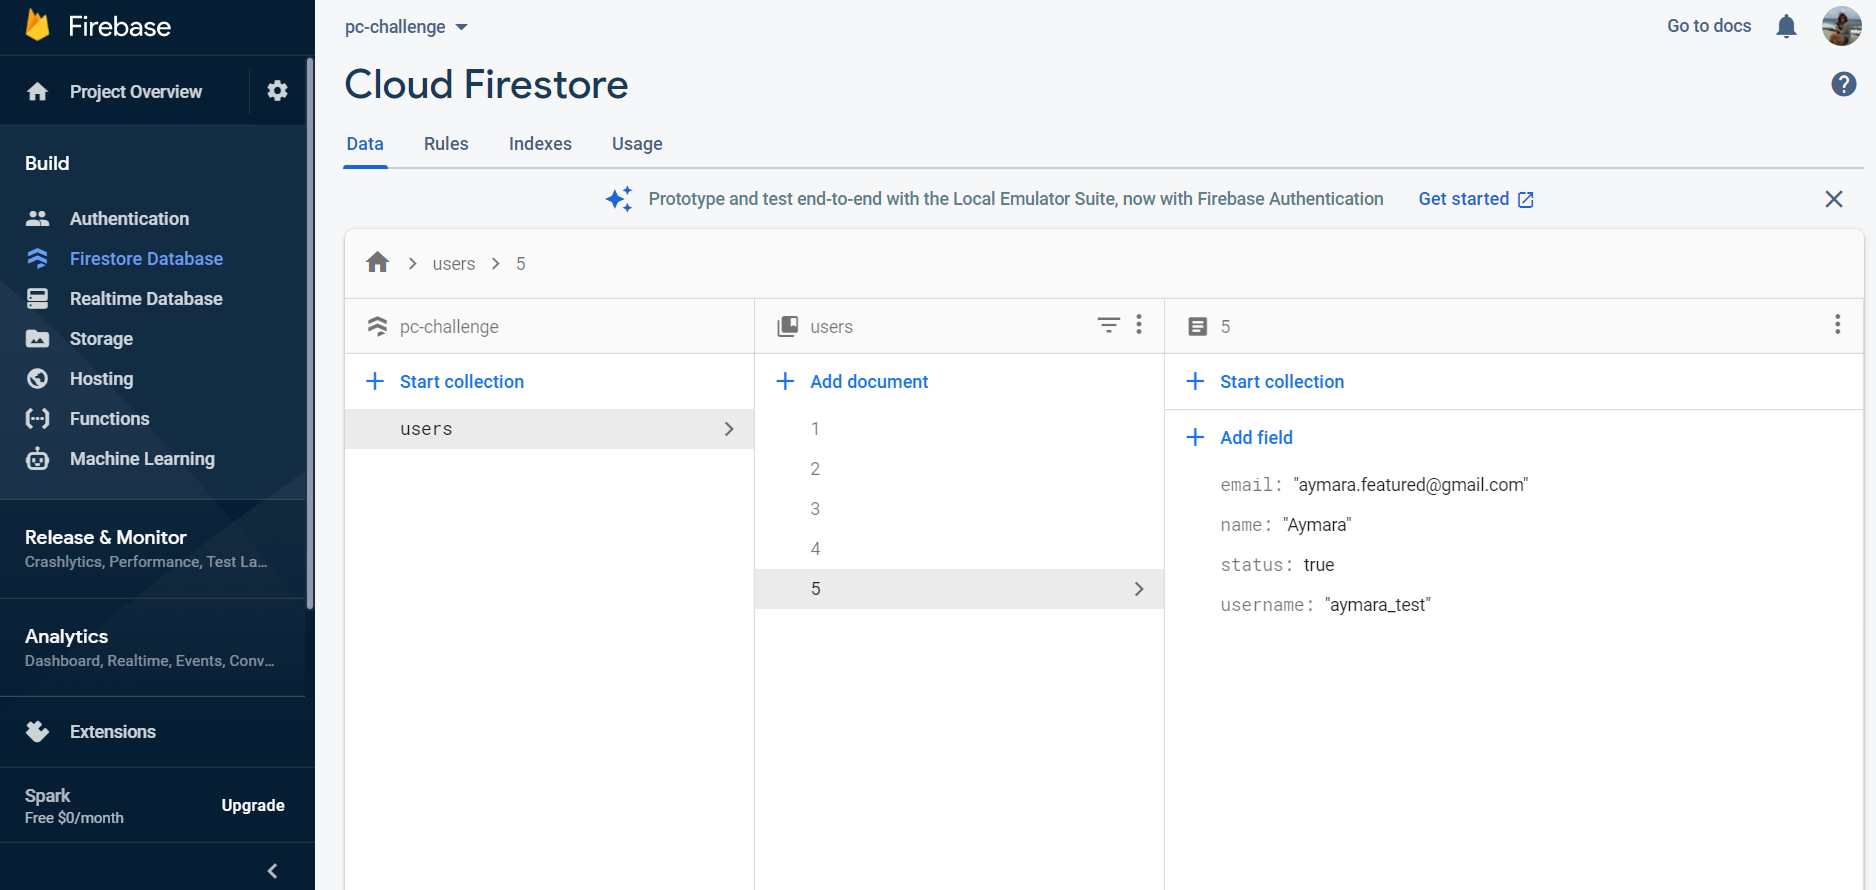 Firebase
Project Overview
Build
Authentication
Firestore Database
Realtime Database
Storage
Hosting
Functions
Machine Learning
Release & Monitor
Crashlytics, Performance, Test La...
Analytics
Dashboard, Realtime, Events, Conv...
Extensions
Spark
Free $0/month
Upgrade
pc-challenge
Go to docs
Cloud Firestore
Data Rules Indexes Usage
Prototype and test end-to-end with the Local Emulator Suite, now with Firebase Authentication Get started
users 5
pc-challenge
Start collection
users
users
Add document
1
2
3
4
5
5
Start collection
Add field
email: "aymara.featured@gmail.com"
name: "Aymara"
status: true
username: "aymara_test"